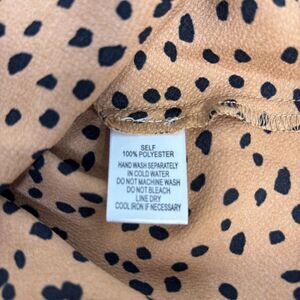 SELF
100% POLYESTER
HAND WASH SEPARATELY
IN COLD WATER
DO NOT MACHINE WASH
DO NOT BLEACH
LINE DRY
COOL IRON IF NECESSARY